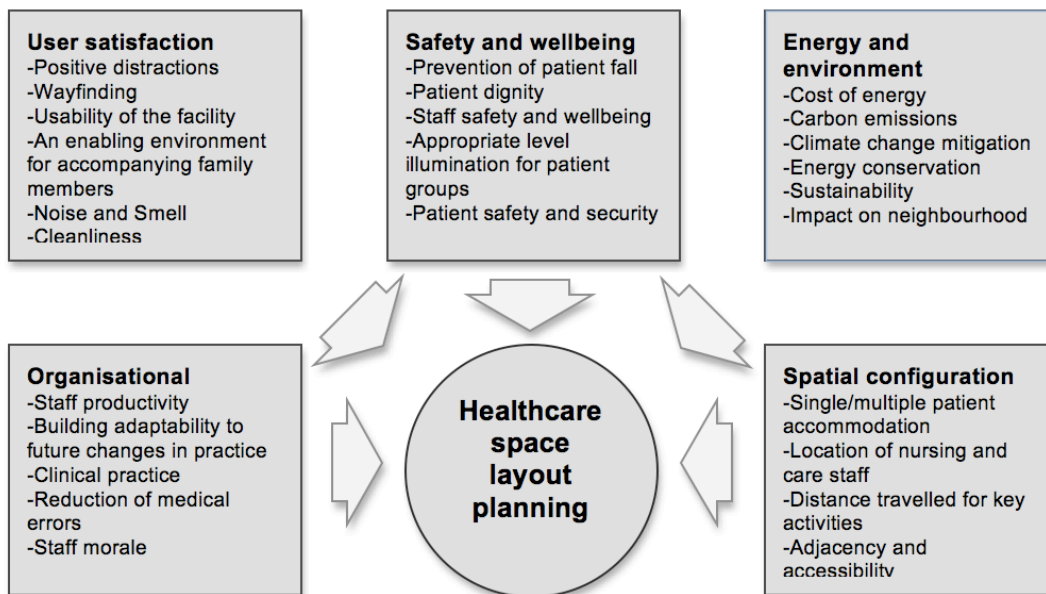 User satisfaction
-Positive distractions
-Wayfinding
-Usability of the facility
-An enabling environment
for accompanying family
members
-Noise and Smell
-Cleanliness
Safety and wellbeing
-Prevention of patient fall
-Patient dignity
-Staff safety and wellbeing
-Appropriate level
illumination for patient
groups
-Patient safety and security
Energy and
environment
-Cost of energy
-Carbon emissions
-Climate change mitigation
-Energy conservation
-Sustainability
-Impact on neighbourhood
Organisational
-Staff productivity
-Building adaptability to
future changes in practice
-Clinical practice
-Reduction of medical
errors
-Staff morale
Healthcare
space
layout
planning
Spatial configuration
-Single/multiple patient
accommodation
-Location of nursing and
care staff
-Distance travelled for key
activities
-Adjacency and
accessibility